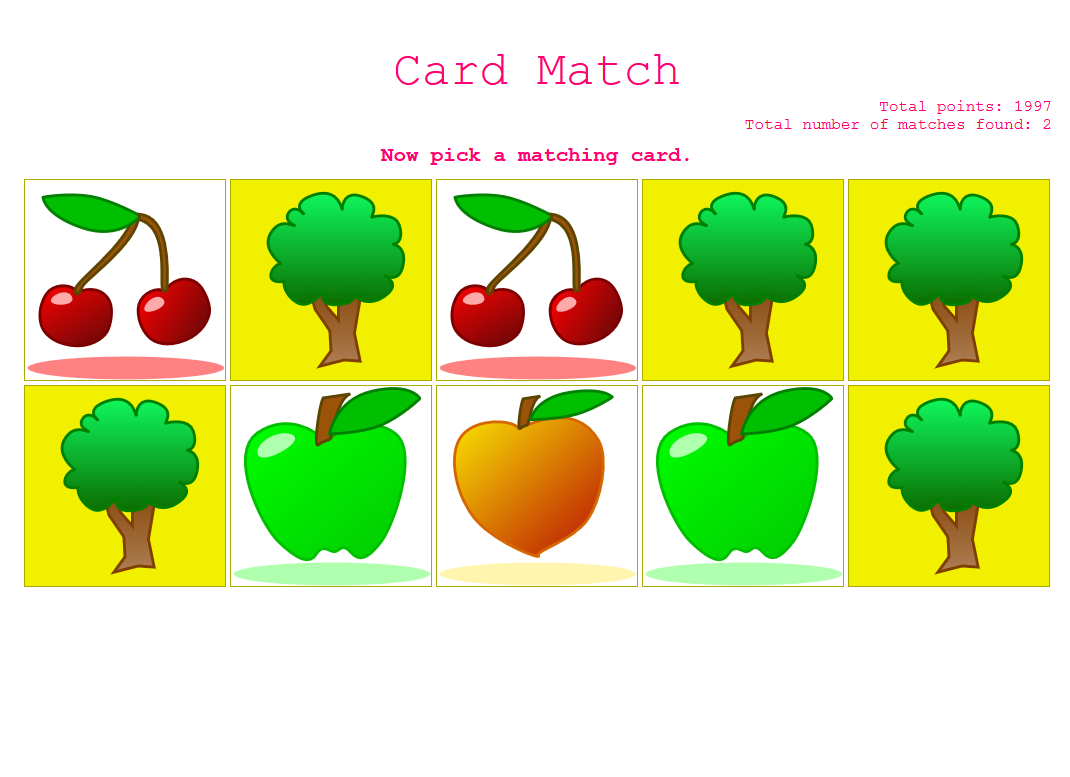 Card Match
Total points: 1997
Total number of matches found: 2
Now pick a matching card.